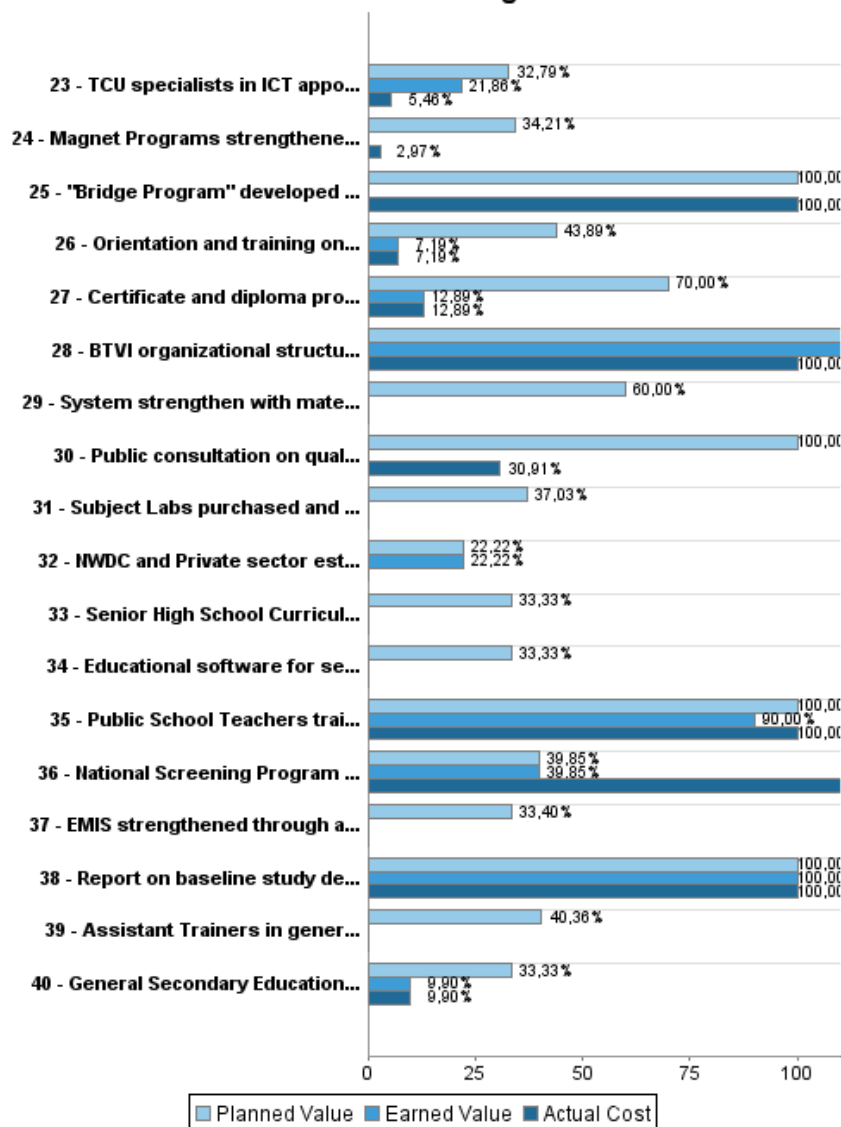 23 - TCU specialists in ICT appo...
32,79%
21,86%
5,46%
24 - Magnet Programs strengthene...
34,21%
2,97%
25 - "Bridge Program" developed ...
100,00
100,00
26 - Orientation and training on...
43,89%
7,19%
7,19%
27 - Certificate and diploma pro...
70,00%
12,89%
12,89%
28 - BTVI organizational structu...
100,00
29 - System strengthen with mate...
60,00%
30 - Public consultation on qual...
100,00
30,91%
31 - Subject Labs purchased and ...
37,03%
32 - NWDC and Private sector est...
22,22%
22,22%
33 - Senior High School Curricul...
33,33%
34 - Educational software for se...
33,33%
35 - Public School Teachers trai...
100,00
90,00%
100,00
36 - National Screening Program ...
39,85%
39,85%
37 - EMIS strengthened through a...
33,40%
38 - Report on baseline study de...
100,00
100,00
100,00
39 - Assistant Trainers in gener...
40,36%
40 - General Secondary Education...
33,33%
9,90%
9,90%
0 25 50 75 100
Planned Value Earned Value Actual Cost